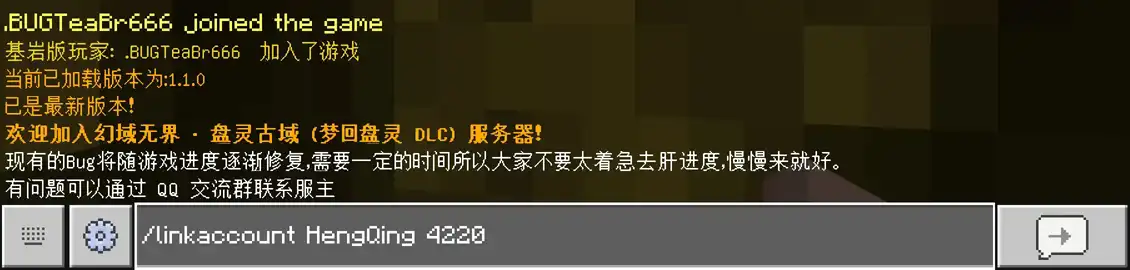 .BUGTeaBr666 joined the game
基岩版玩家: .BUGTeaBr666 加入了游戏
当前已加载版本为:1.1.0
已是最新版本!
欢迎加入幻域无界 · 盘灵古域 (梦回盘灵 DLC) 服务器!
现有的Bug将随游戏进度逐渐修复,需要一定的时间所以大家不要太着急去肝进度,慢慢来就好。
有问题可以通过 QQ 交流群联系服主
/linkaccount HengQing 4220